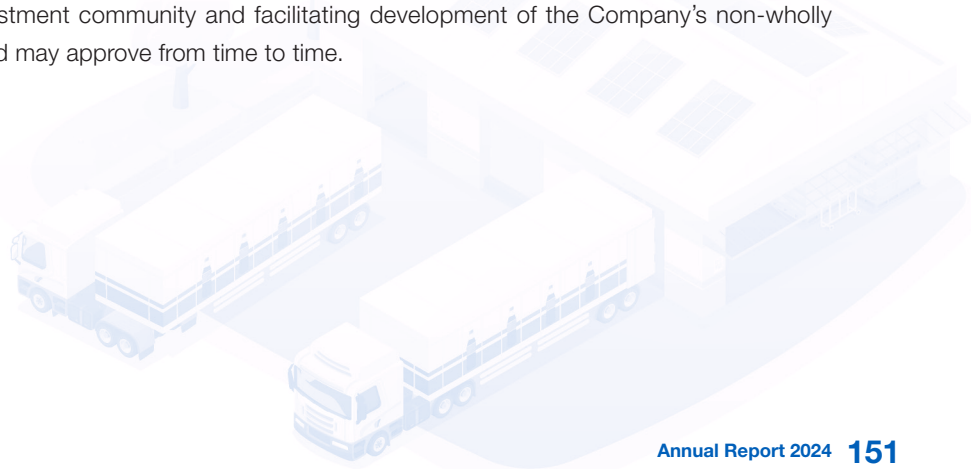 stment community and facilitating development of the Company’s non-wholly
d may approve from time to time.
Annual Report 2024 151